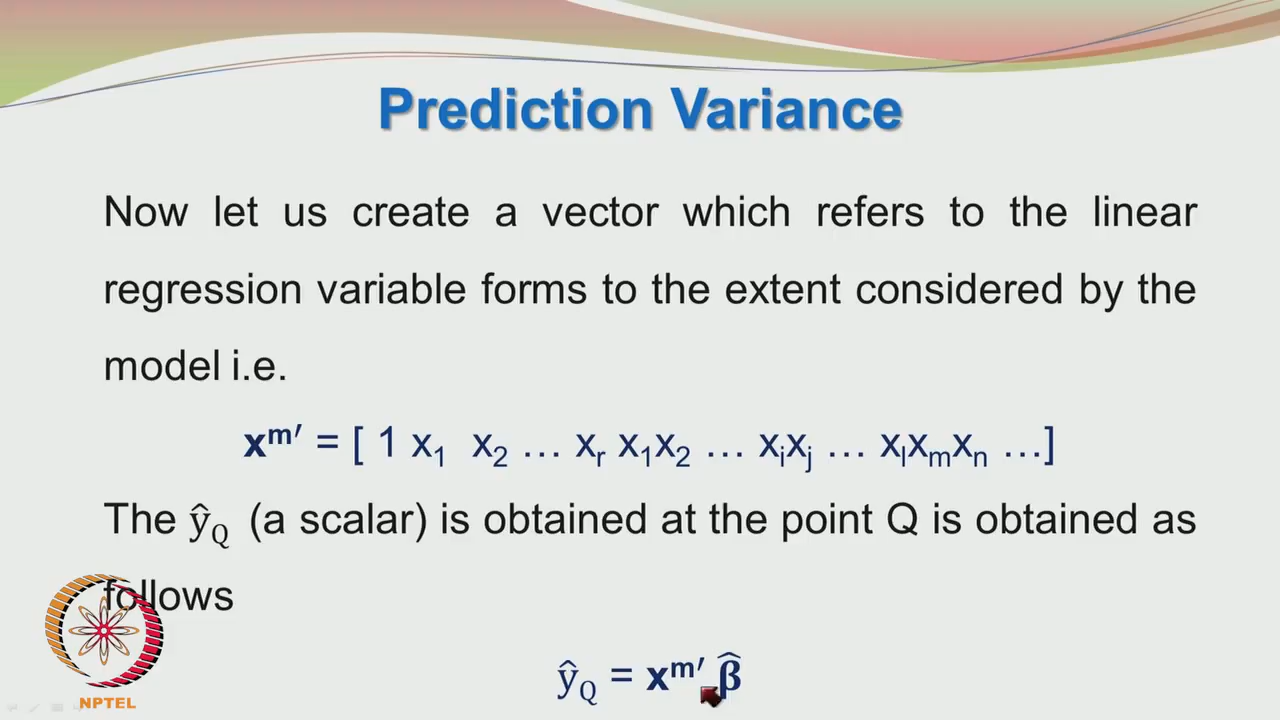 Prediction Variance
Now let us create a vector which refers to the linear
regression variable forms to the extent considered by the
model i.e.
𝐱ᵐ′ = [ 1 x₁ x₂ … xᵣ x₁x₂ … xᵢxⱼ … xₗxₘxₙ …]
The ŷ_Q (a scalar) is obtained at the point Q is obtained as
follows
ŷ_Q = 𝐱ᵐ′ 𝛃̂
NPTEL